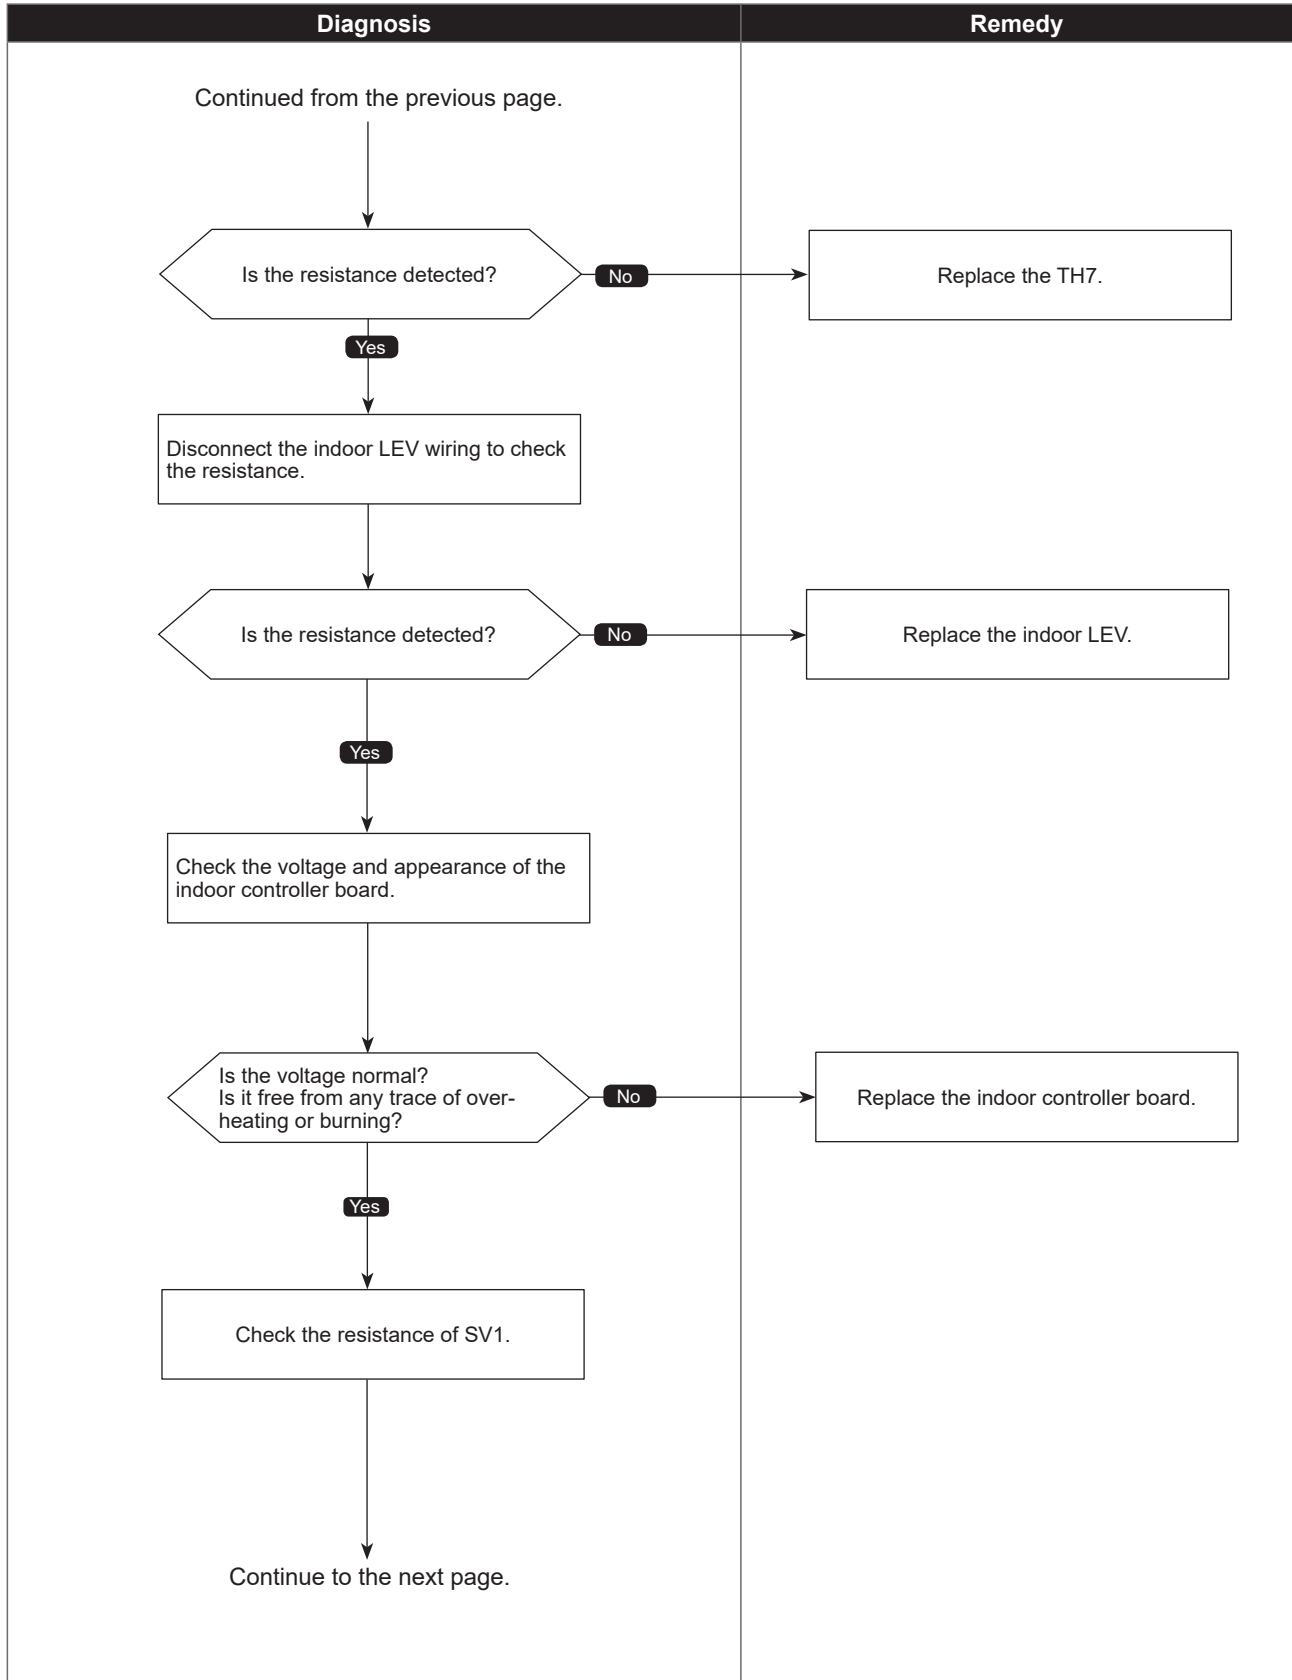 Diagnosis
Remedy
Continued from the previous page.
Is the resistance detected?
No
Replace the TH7.
Yes
Disconnect the indoor LEV wiring to check
the resistance.
Is the resistance detected?
No
Replace the indoor LEV.
Yes
Check the voltage and appearance of the
indoor controller board.
Is the voltage normal?
Is it free from any trace of over-
heating or burning?
No
Replace the indoor controller board.
Yes
Check the resistance of SV1.
Continue to the next page.